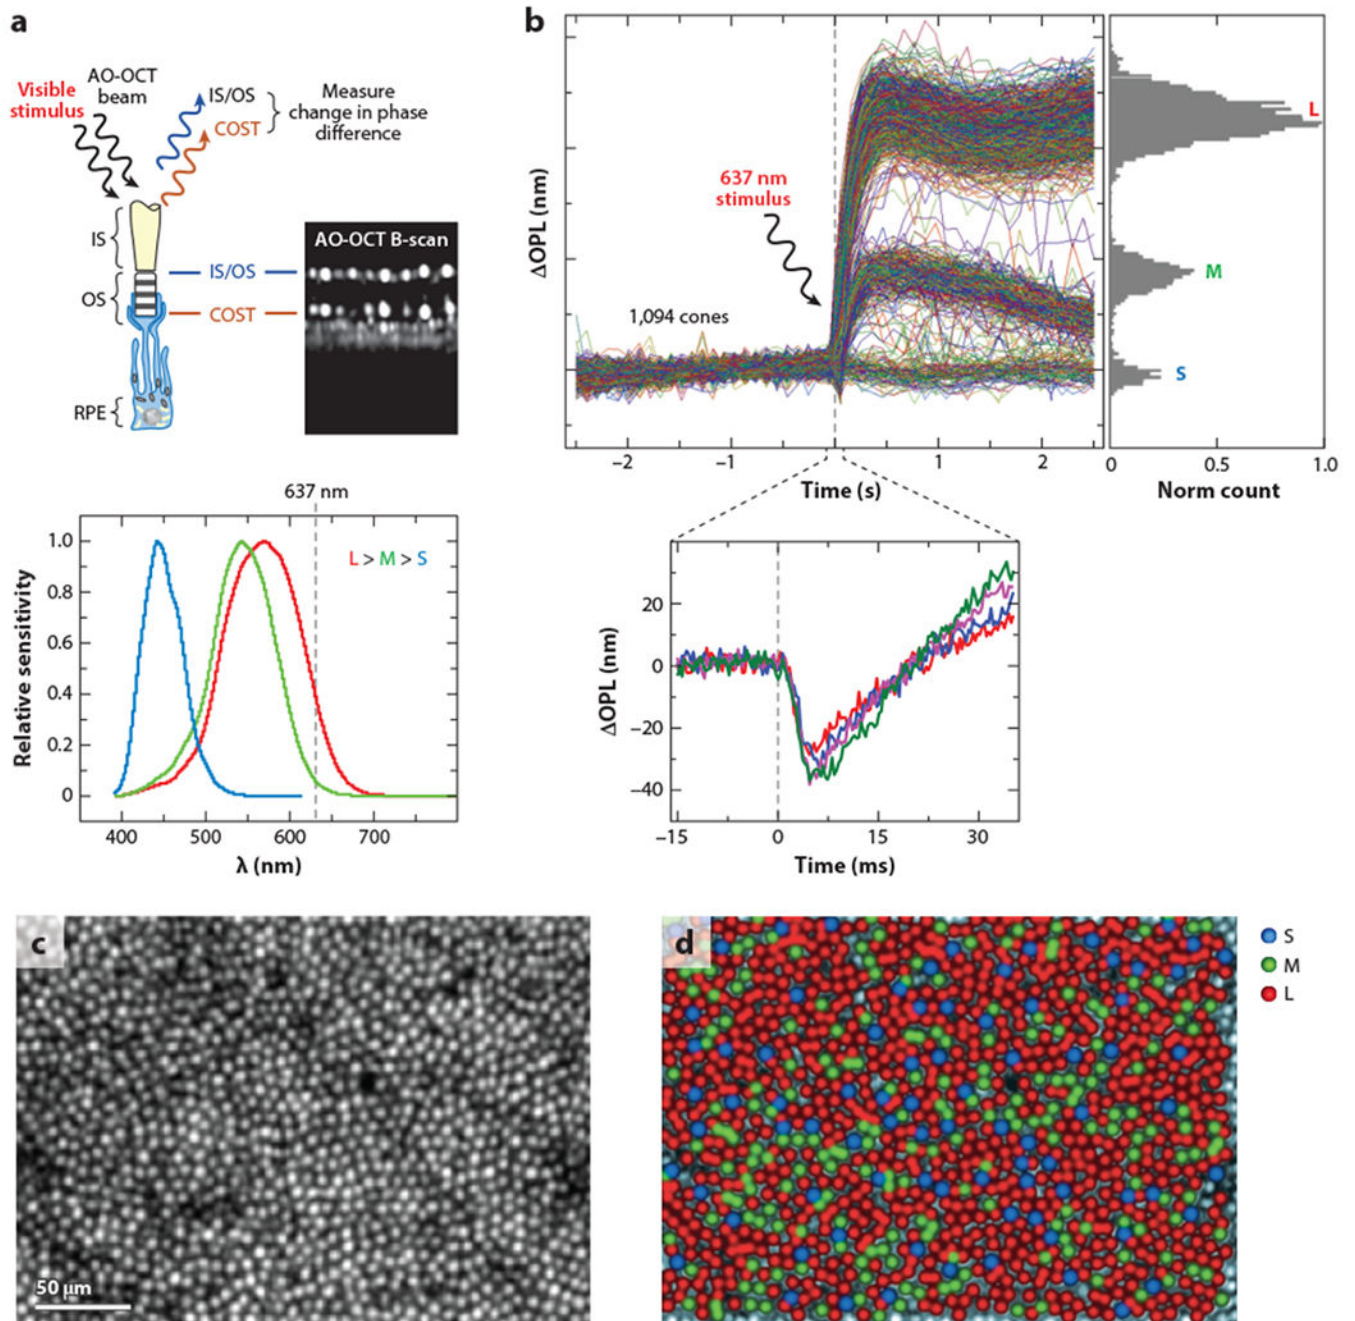 a
Visible
stimulus
AO-OCT
beam
IS/OS
COST
Measure
change in phase
difference
IS
OS
RPE
IS/OS
COST
AO-OCT B-scan
637 nm
1.0
0.8
0.6
0.4
0.2
0
L > M > S
Relative sensitivity
400
500
600
700
λ (nm)
b
ΔOPL (nm)
637 nm
stimulus
1,094 cones
L
M
S
–2
–1
1
2
0
0.5
1.0
Time (s)
Norm count
20
0
–20
–40
ΔOPL (nm)
–15
0
15
30
Time (ms)
c
50 μm
d
S
M
L